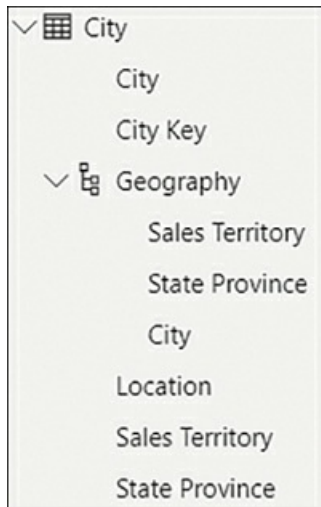 City
City
City Key
Geography
Sales Territory
State Province
City
Location
Sales Territory
State Province